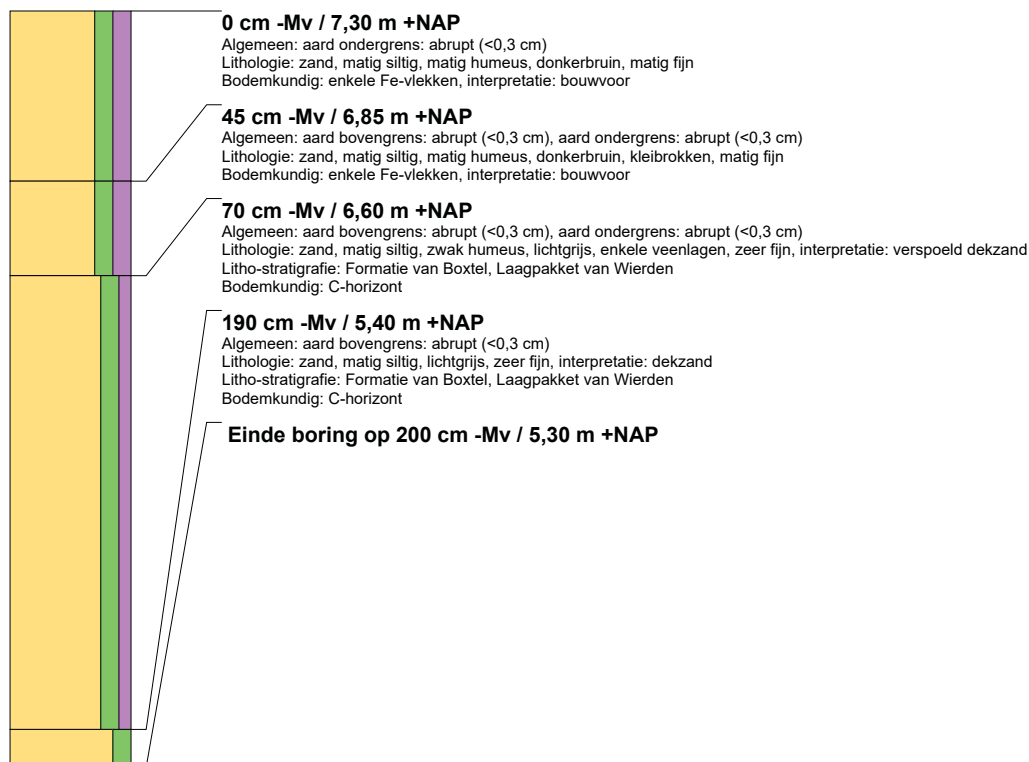 0 cm -Mv / 7,30 m +NAP
Algemeen: aard ondergrens: abrupt (<0,3 cm)
Lithologie: zand, matig siltig, matig humeus, donkerbruin, matig fijn
Bodemkundig: enkele Fe-vlekken, interpretatie: bouwvoor
45 cm -Mv / 6,85 m +NAP
Algemeen: aard bovengrens: abrupt (<0,3 cm), aard ondergrens: abrupt (<0,3 cm)
Lithologie: zand, matig siltig, matig humeus, donkerbruin, kleibrokken, matig fijn
Bodemkundig: enkele Fe-vlekken, interpretatie: bouwvoor
70 cm -Mv / 6,60 m +NAP
Algemeen: aard bovengrens: abrupt (<0,3 cm), aard ondergrens: abrupt (<0,3 cm)
Lithologie: zand, matig siltig, zwak humeus, lichtgrijs, enkele veenlagen, zeer fijn, interpretatie: verspoeld dekzand
Litho-stratigrafie: Formatie van Boxtel, Laagpakket van Wierden
Bodemkundig: C-horizont
190 cm -Mv / 5,40 m +NAP
Algemeen: aard bovengrens: abrupt (<0,3 cm)
Lithologie: zand, matig siltig, lichtgrijs, zeer fijn, interpretatie: dekzand
Litho-stratigrafie: Formatie van Boxtel, Laagpakket van Wierden
Bodemkundig: C-horizont
Einde boring op 200 cm -Mv / 5,30 m +NAP